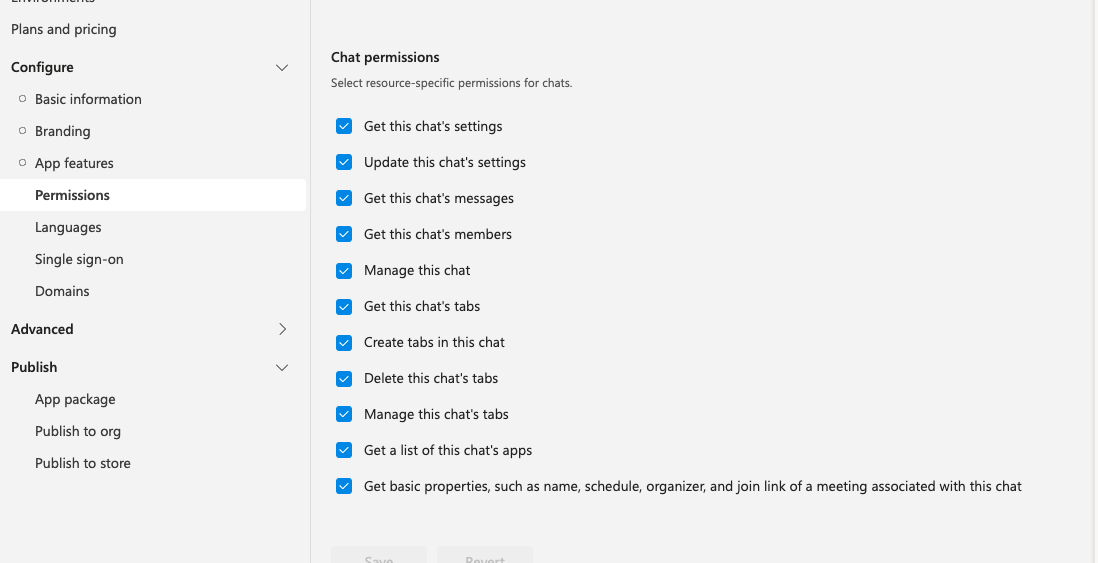 Environments
Plans and pricing
Configure
Basic information
Branding
App features
Permissions
Languages
Single sign-on
Domains
Advanced
Publish
App package
Publish to org
Publish to store
Chat permissions
Select resource-specific permissions for chats.
Get this chat's settings
Update this chat's settings
Get this chat's messages
Get this chat's members
Manage this chat
Get this chat's tabs
Create tabs in this chat
Delete this chat's tabs
Manage this chat's tabs
Get a list of this chat's apps
Get basic properties, such as name, schedule, organizer, and join link of a meeting associated with this chat
Save
Revert